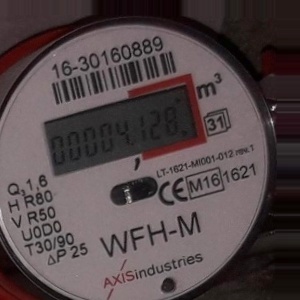 16-30160889
00004,128
m³
31
LT-1621-MI001-012 rev.1
CE M16 1621
Q₃ 1,6
H R80
V R50
U0D0
T30/90
ΔP 25
WFH-M
AXISindustries